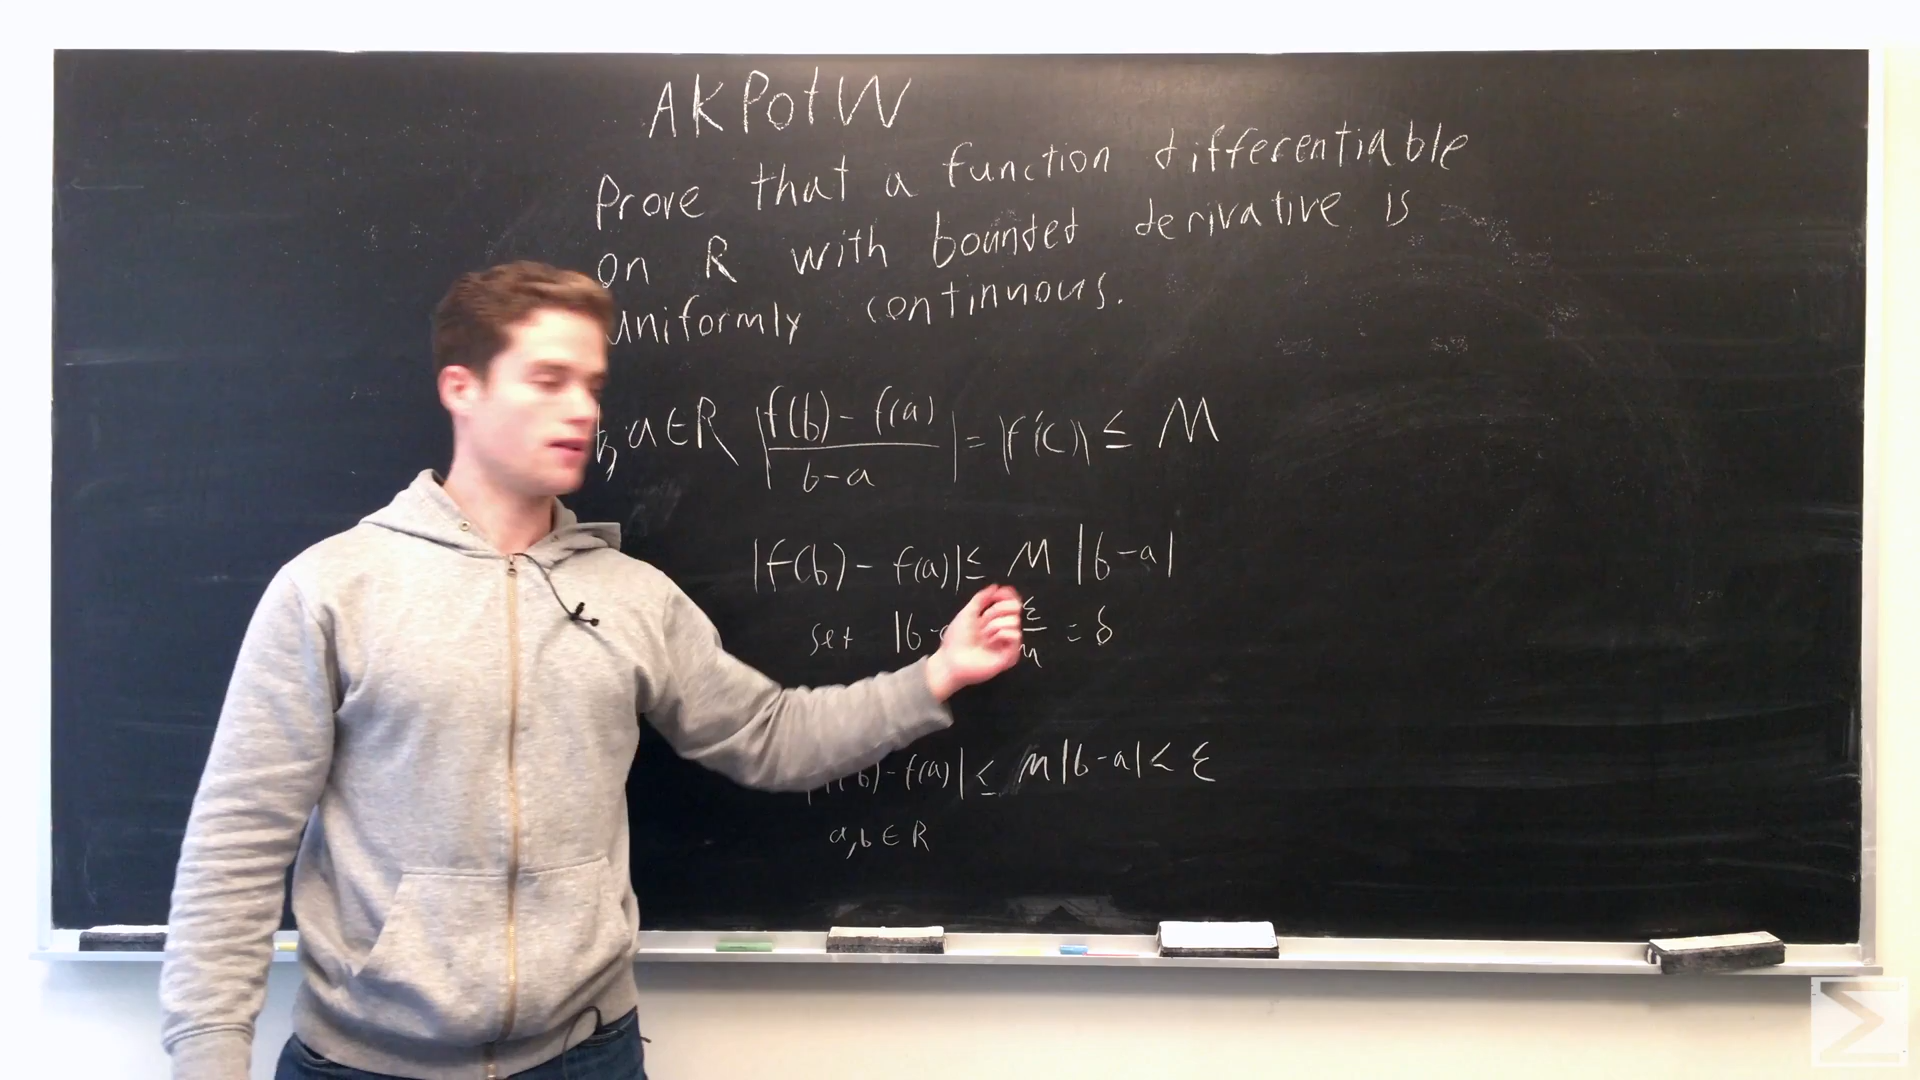 AKPotW
Prove that a function differentiable
on R with bounded derivative is
uniformly continuous.
b, a ∈ R |f(b) - f(a) / b-a| = |f'(c)| ≤ M
|f(b) - f(a)| ≤ M |b-a|
set |b- ε/M = δ
f(b)-f(a)| ≤ M|b-a| < ε
a,b ∈ R
Σ